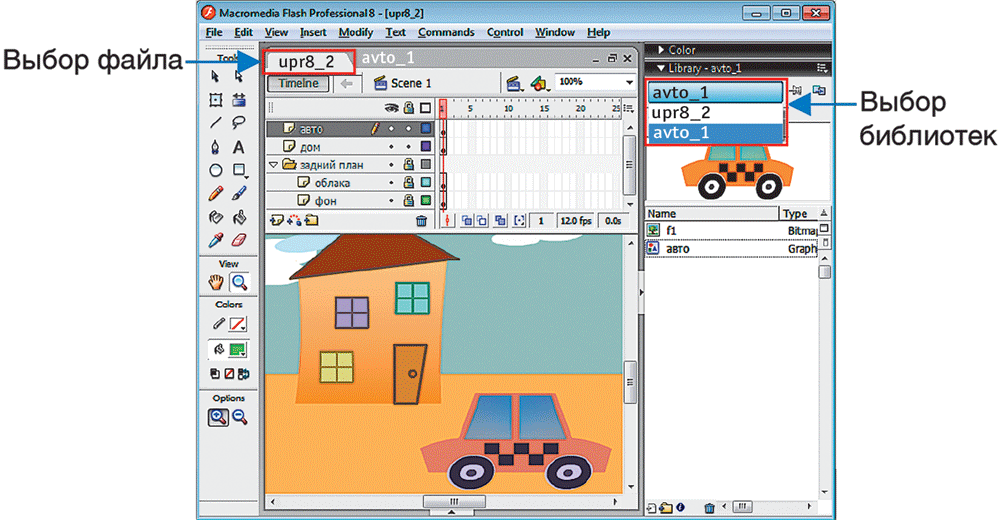 Macromedia Flash Professional 8 - [upr8_2]
File Edit View Insert Modify Text Commands Control Window Help
Выбор файла
Tools
upr8_2 avto_1
Timeline Scene 1 100%
1 5 10 15 20 25
авто
дом
задний план
облака
фон
1 12.0 fps 0.0s
View
Colors
Options
Color
Library - avto_1
avto_1
upr8_2
avto_1
Выбор
библиотек
Name Type
f1 Bitmap
авто Graph